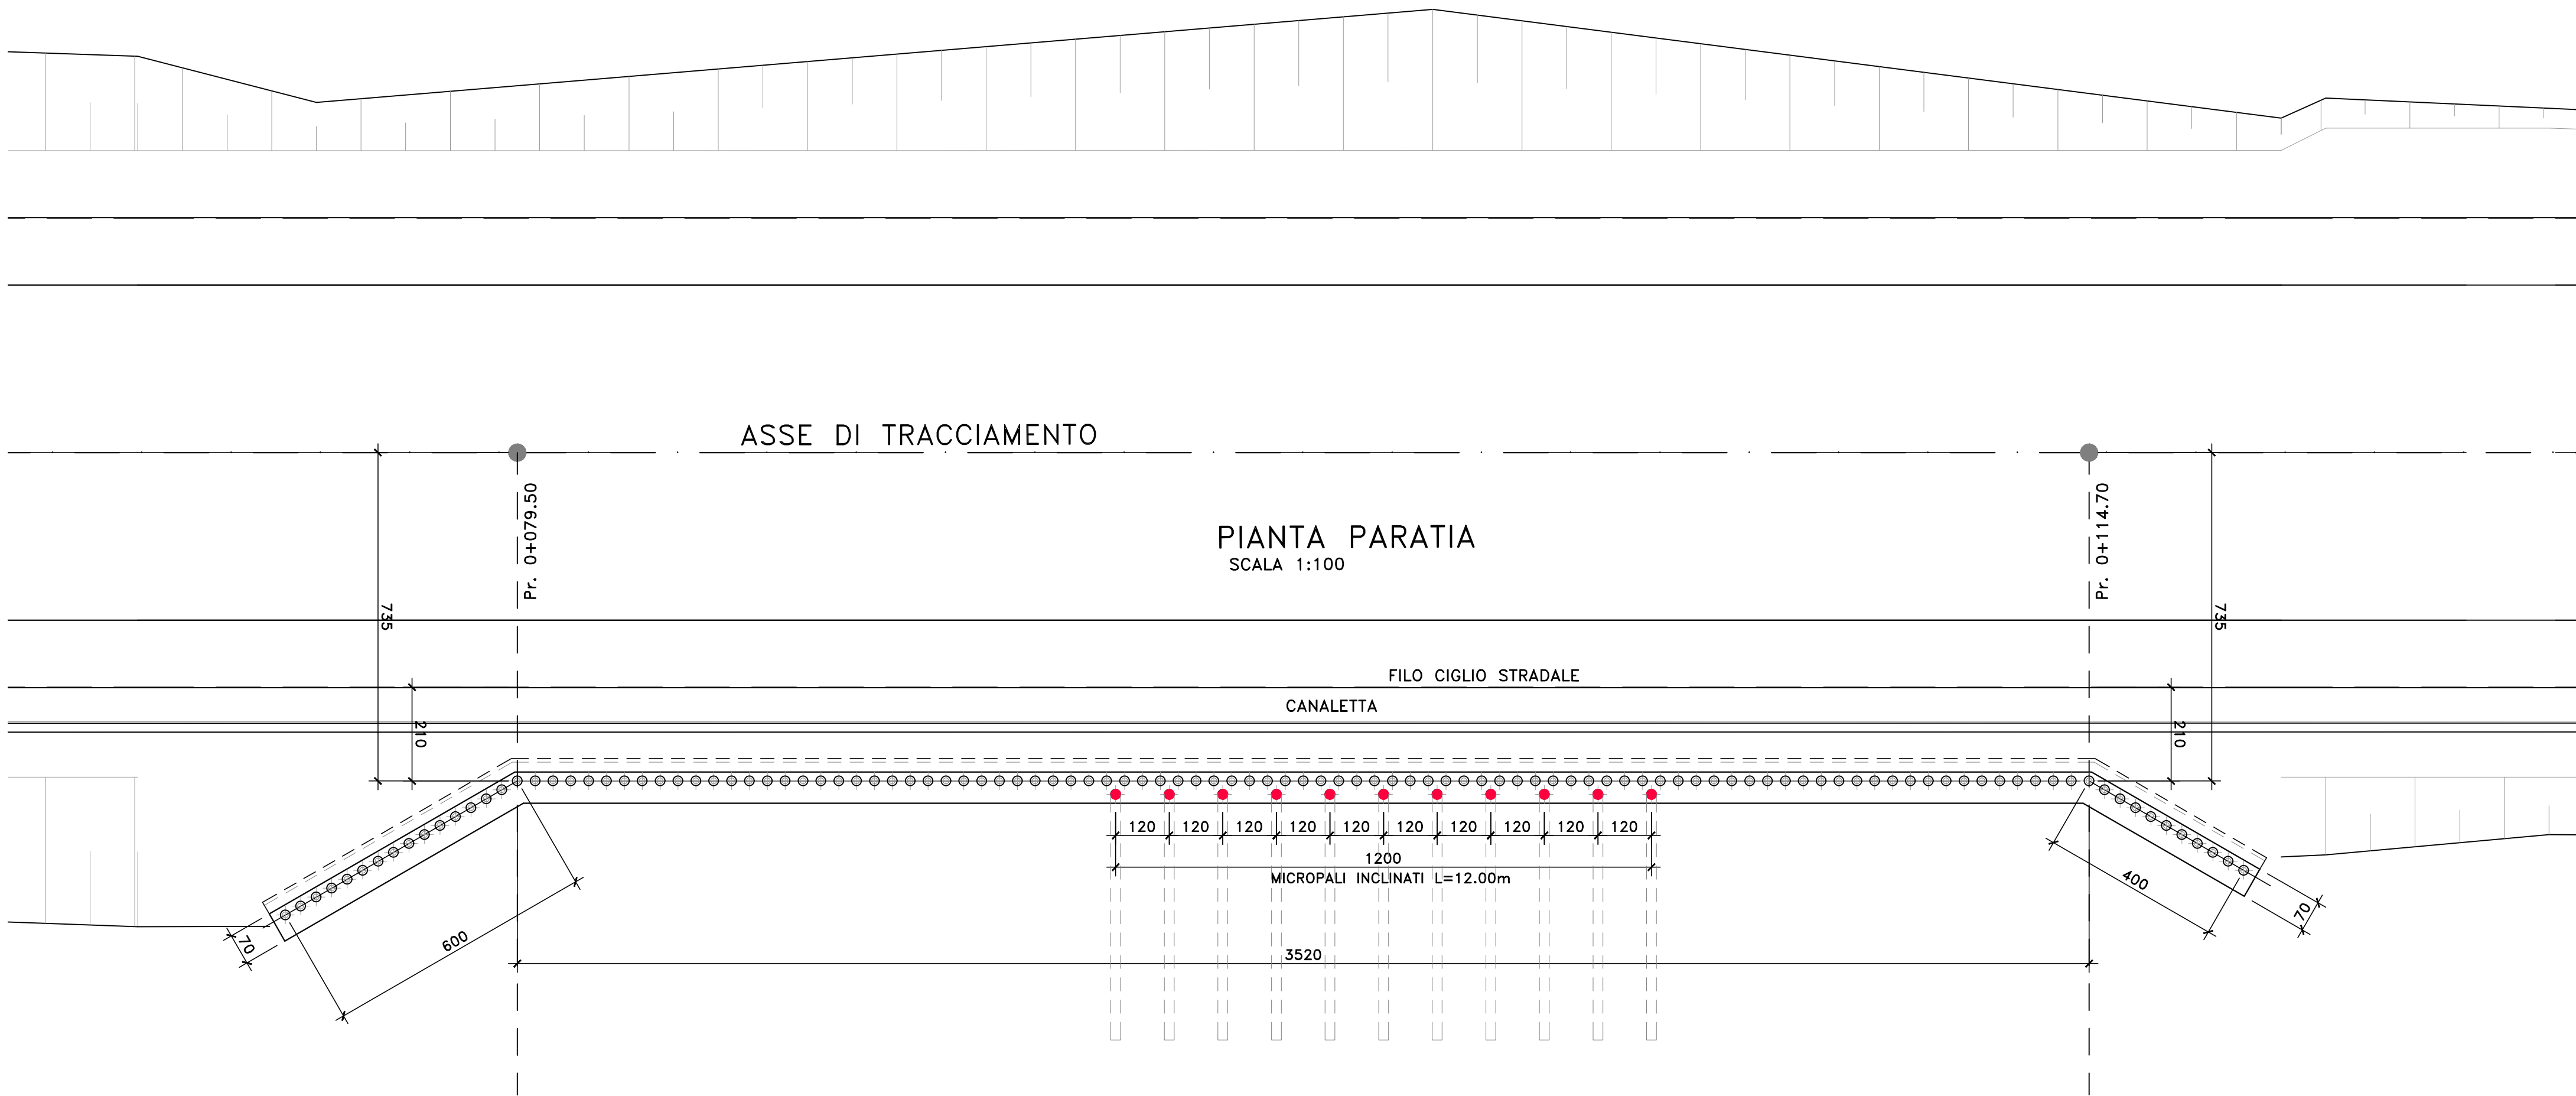 ASSE DI TRACCIAMENTO
Pr. 0+079.50
Pr. 0+114.70
PIANTA PARATIA
SCALA 1:100
735
735
FILO CIGLIO STRADALE
CANALETTA
210
210
120 120 120 120 120 120 120 120 120 120
1200
MICROPALI INCLINATI L=12.00m
400
70
600
70
3520